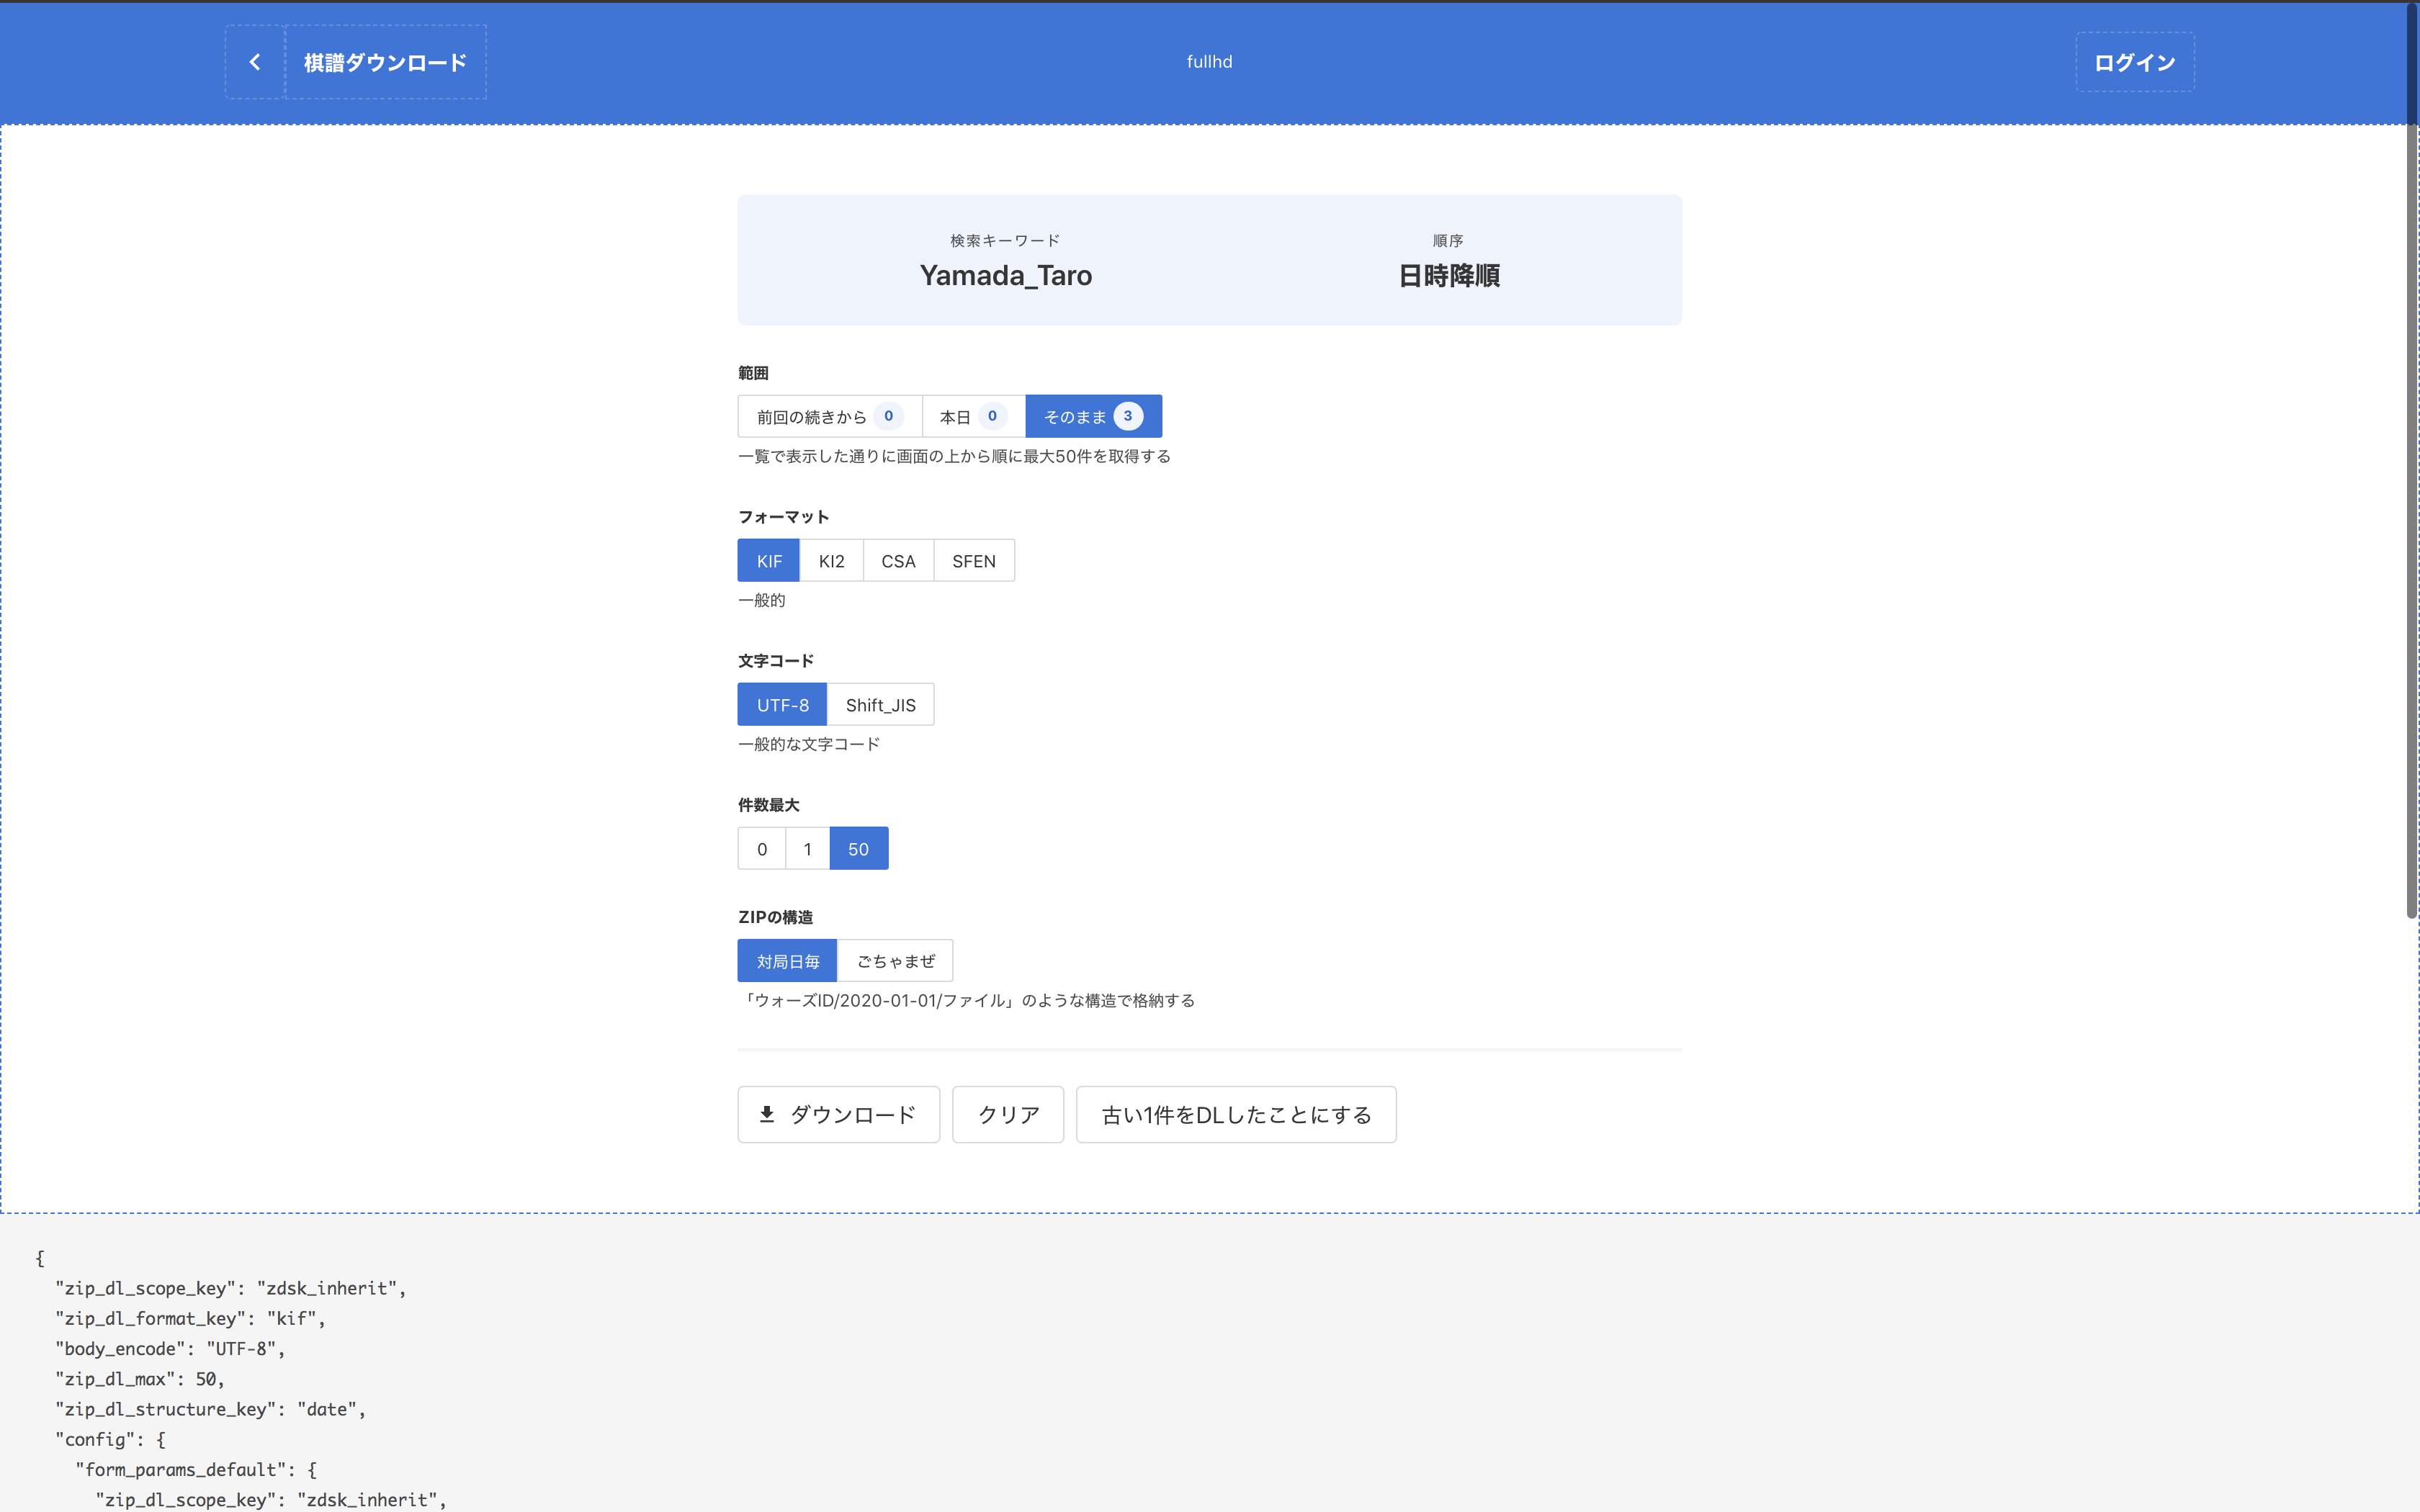 棋譜ダウンロード
fullhd
ログイン
検索キーワード
順序
Yamada_Taro
日時降順
範囲
前回の続きから 0 本日 0 そのまま 3
一覧で表示した通りに画面の上から順に最大50件を取得する
フォーマット
KIF KI2 CSA SFEN
一般的
文字コード
UTF-8 Shift_JIS
一般的な文字コード
件数最大
0 1 50
ZIPの構造
対局日毎 ごちゃまぜ
「ウォーズID/2020-01-01/ファイル」のような構造で格納する
ダウンロード クリア 古い1件をDLしたことにする
{
"zip_dl_scope_key": "zdsk_inherit",
"zip_dl_format_key": "kif",
"body_encode": "UTF-8",
"zip_dl_max": 50,
"zip_dl_structure_key": "date",
"config": {
"form_params_default": {
"zip_dl_scope_key": "zdsk_inherit",